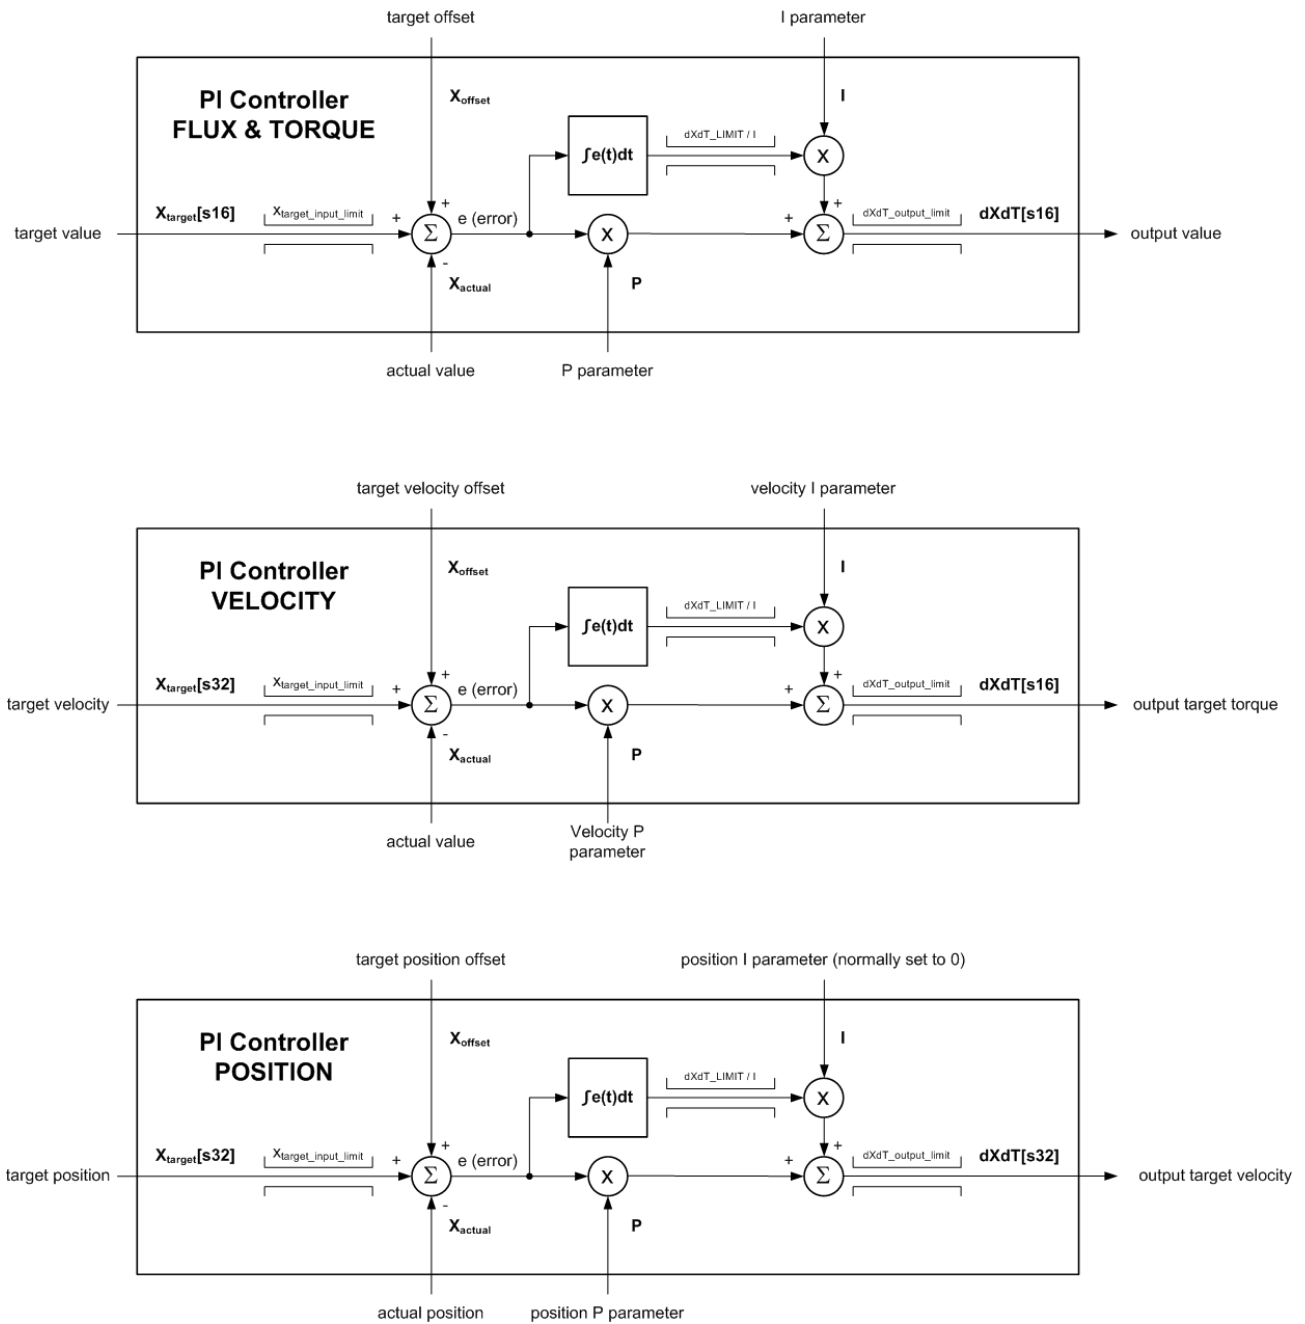 target offset
I parameter
PI Controller
FLUX & TORQUE
Xoffset
I
∫e(t)dt
dXdT_LIMIT / I
X
Xtarget[s16]
Xtarget_input_limit
+
+
Σ
e (error)
X
+
+
Σ
dXdT_output_limit
dXdT[s16]
target value
output value
-
Xactual
P
actual value
P parameter
target velocity offset
velocity I parameter
PI Controller
VELOCITY
Xoffset
I
∫e(t)dt
dXdT_LIMIT / I
X
Xtarget[s32]
Xtarget_input_limit
+
+
Σ
e (error)
X
+
+
Σ
dXdT_output_limit
dXdT[s16]
target velocity
output target torque
-
Xactual
P
actual value
Velocity P
parameter
target position offset
position I parameter (normally set to 0)
PI Controller
POSITION
Xoffset
I
∫e(t)dt
dXdT_LIMIT / I
X
Xtarget[s32]
Xtarget_input_limit
+
+
Σ
e (error)
X
+
+
Σ
dXdT_output_limit
dXdT[s32]
target position
output target velocity
-
Xactual
P
actual position
position P parameter